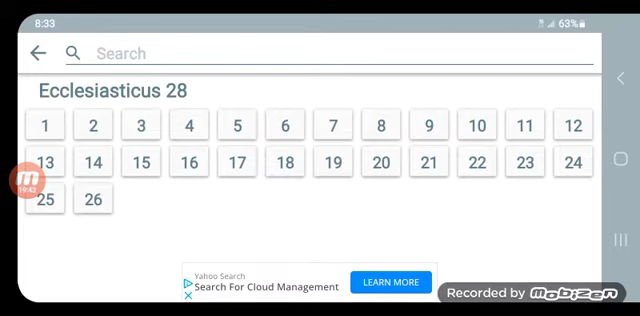 8:33
63%
Search
Ecclesiasticus 28
1 2 3 4 5 6 7 8 9 10 11 12
13 14 15 16 17 18 19 20 21 22 23 24
19:42
25 26
Yahoo Search
Search For Cloud Management
LEARN MORE
Recorded by mobizen